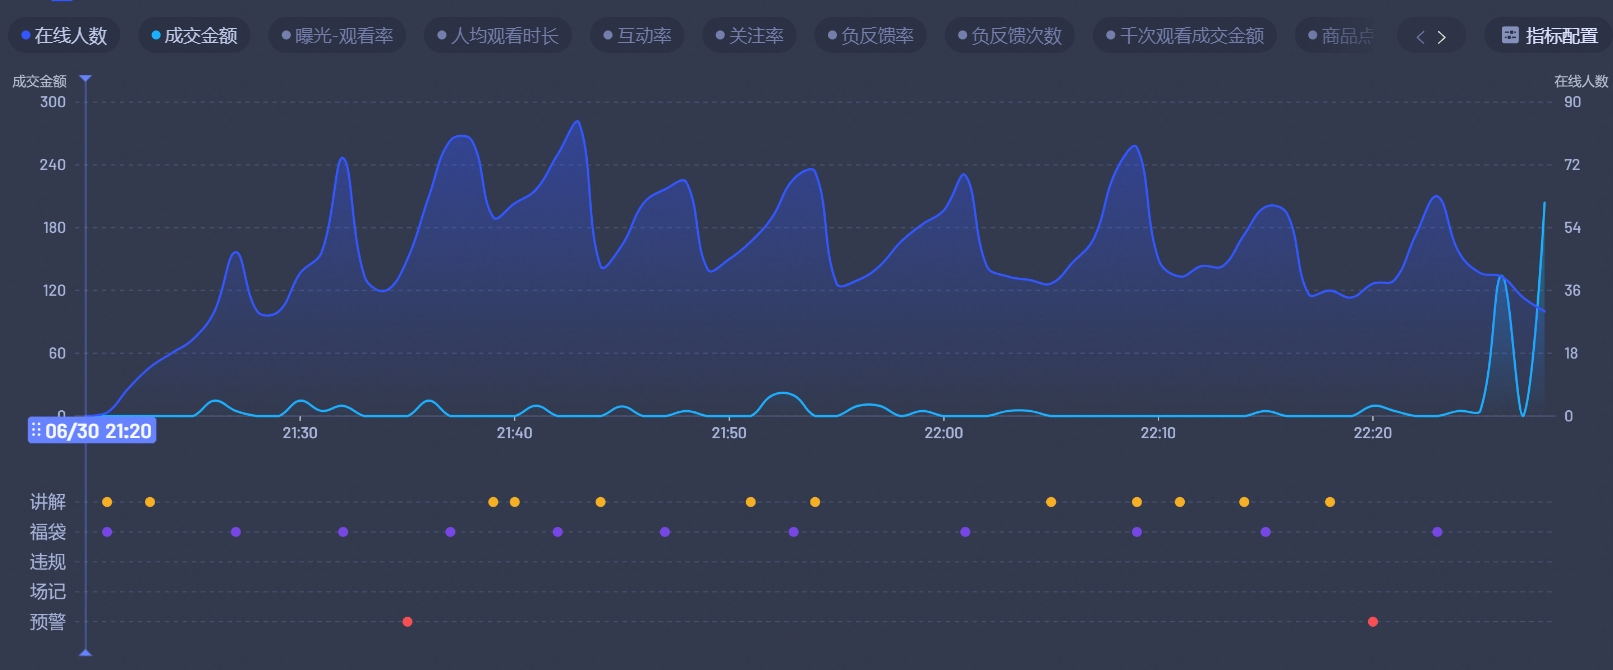 在线人数 成交金额 曝光-观看率 人均观看时长 互动率 关注率 负反馈率 负反馈次数 千次观看成交金额 商品点 指标配置
成交金额 在线人数
300 90
240 72
180 54
120 36
60 18
0 0
06/30 21:20 21:30 21:40 21:50 22:00 22:10 22:20
讲解
福袋
违规
场记
预警